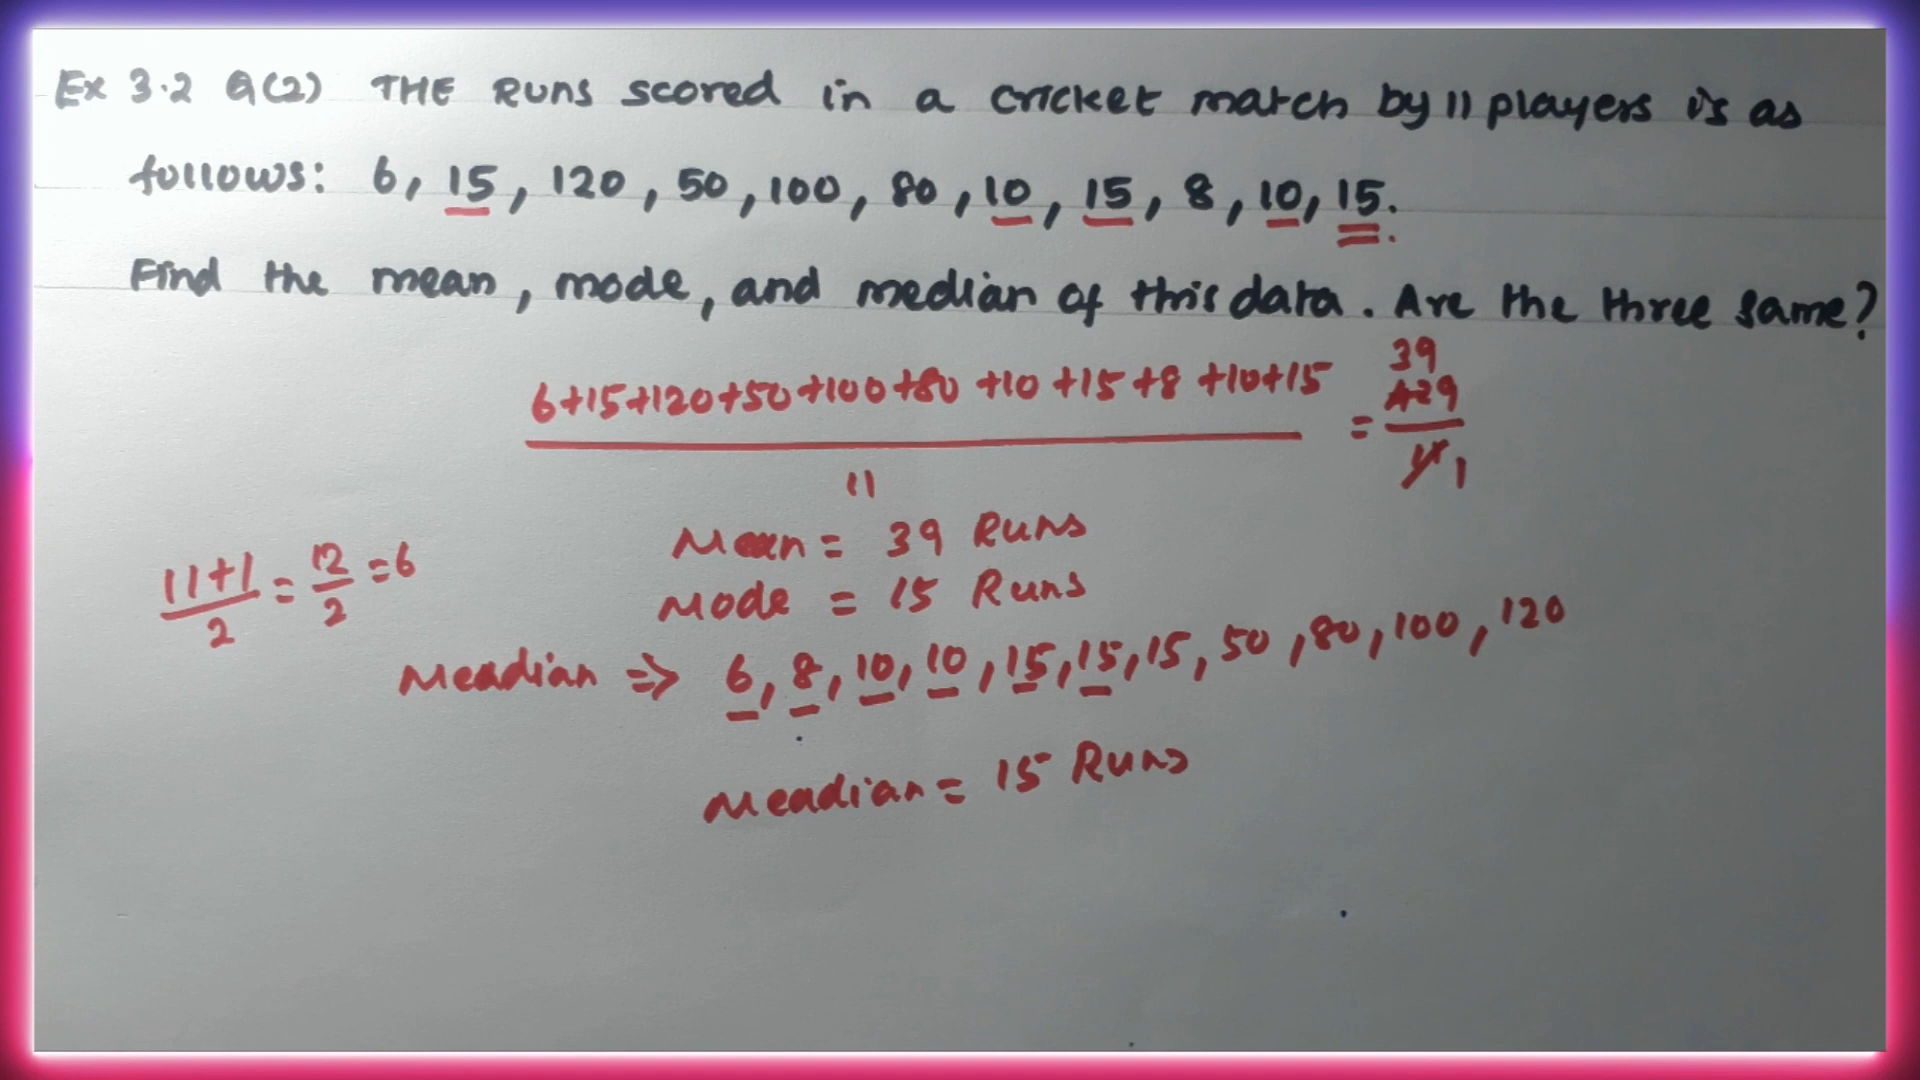 Ex 3.2 Q(2) THE Runs scored in a cricket match by 11 players is as
follows: 6, 15, 120, 50, 100, 80, 10, 15, 8, 10, 15.
Find the mean, mode, and median of this data. Are the three same?
39
6+15+120+50+100+80+10+15+8+10+15 = 429
11 11 1
Mean = 39 Runs
11+1 = 12 = 6
2 2
Mode = 15 Runs
Meadian => 6, 8, 10, 10, 15, 15, 15, 50, 80, 100, 120
Meadian = 15 Runs